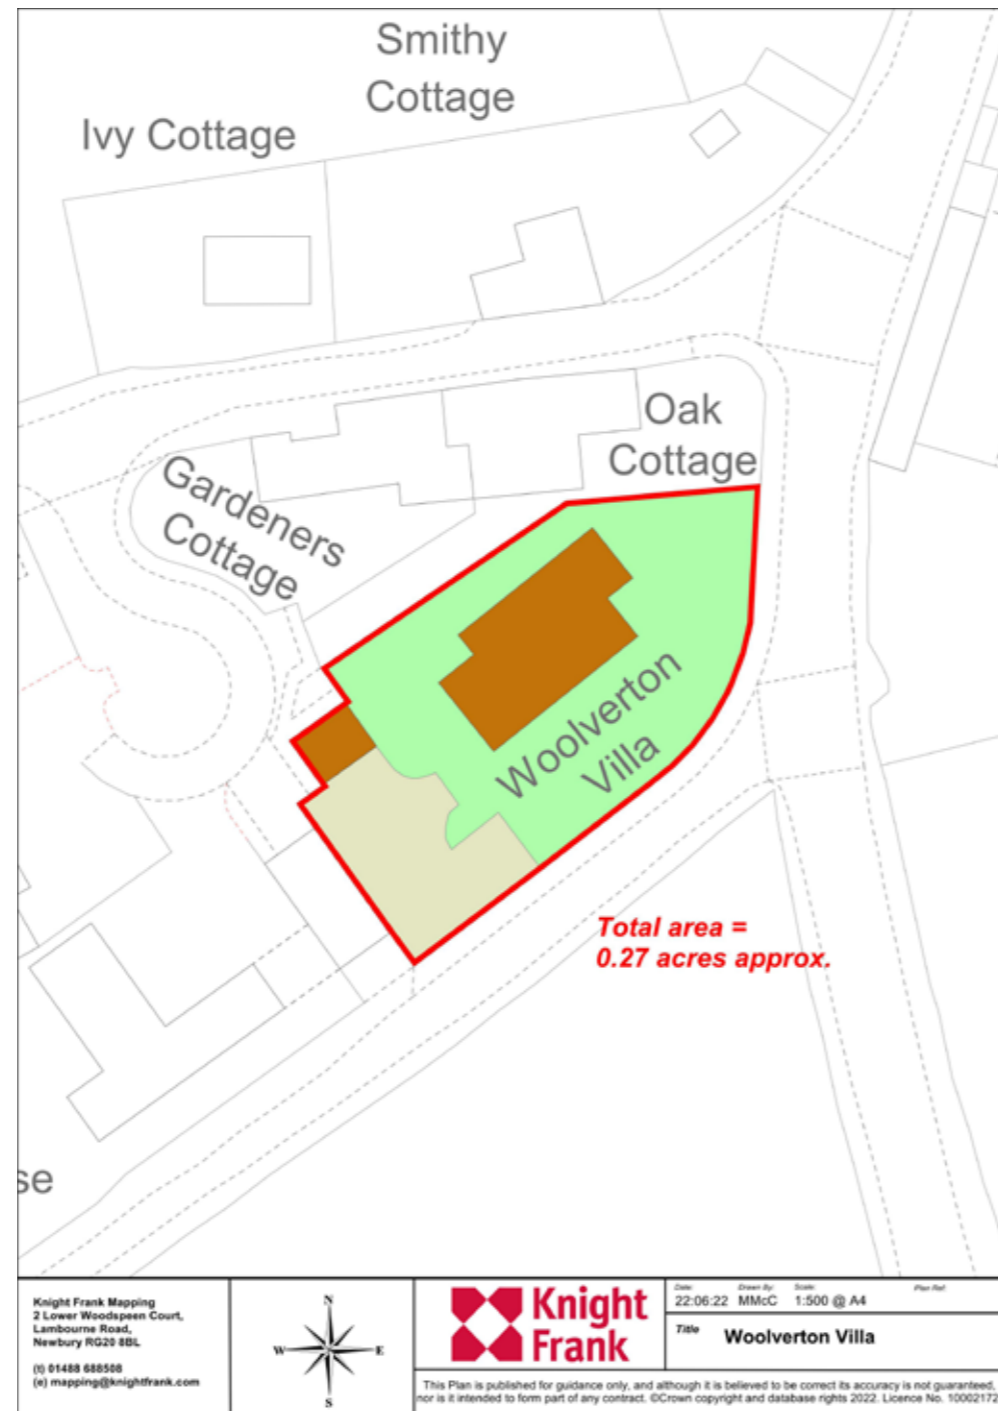 Smithy
Cottage
Ivy Cottage
Oak
Cottage
Gardeners
Cottage
Woolverton
Villa
Total area =
0.27 acres approx.
se
Knight Frank Mapping
2 Lower Woodspeen Court,
Lambourne Road,
Newbury RG20 8BL
(t) 01488 688508
(e) mapping@knightfrank.com
N
W E
S
Knight
Frank
Date: Drawn By: Scale: Plan Ref:
22:06:22 MMcC 1:500 @ A4
Title Woolverton Villa
This Plan is published for guidance only, and although it is believed to be correct its accuracy is not guaranteed,
nor is it intended to form part of any contract. ©Crown copyright and database rights 2022. Licence No. 10002172